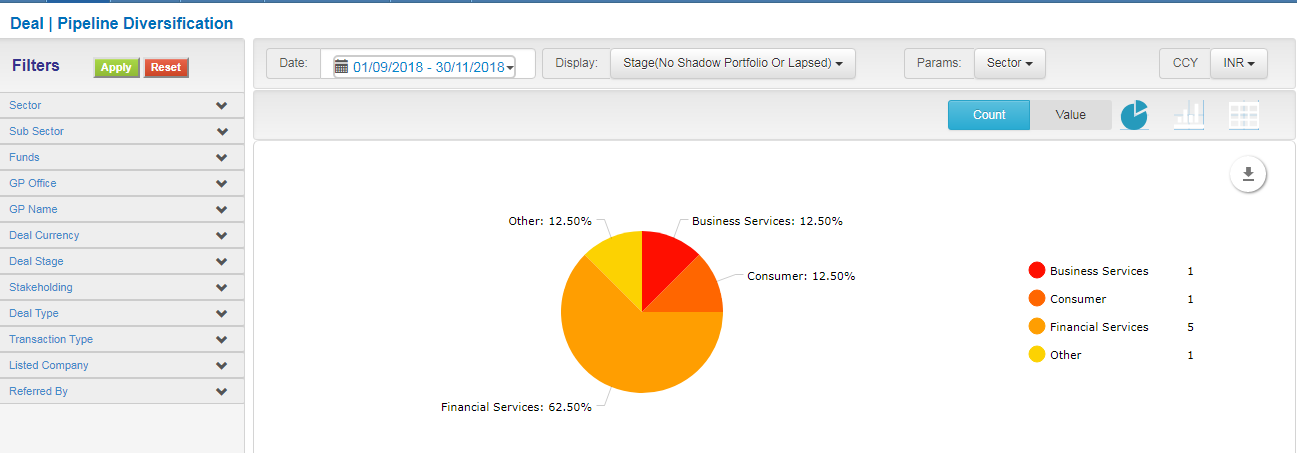 Deal | Pipeline Diversification
Filters
Apply
Reset
Sector
Sub Sector
Funds
GP Office
GP Name
Deal Currency
Deal Stage
Stakeholding
Deal Type
Transaction Type
Listed Company
Referred By
Date: 01/09/2018 - 30/11/2018 Display: Stage(No Shadow Portfolio Or Lapsed) Params: Sector CCY INR
Count Value
Other: 12.50%
Business Services: 12.50%
Consumer: 12.50%
Financial Services: 62.50%
Business Services 1
Consumer 1
Financial Services 5
Other 1